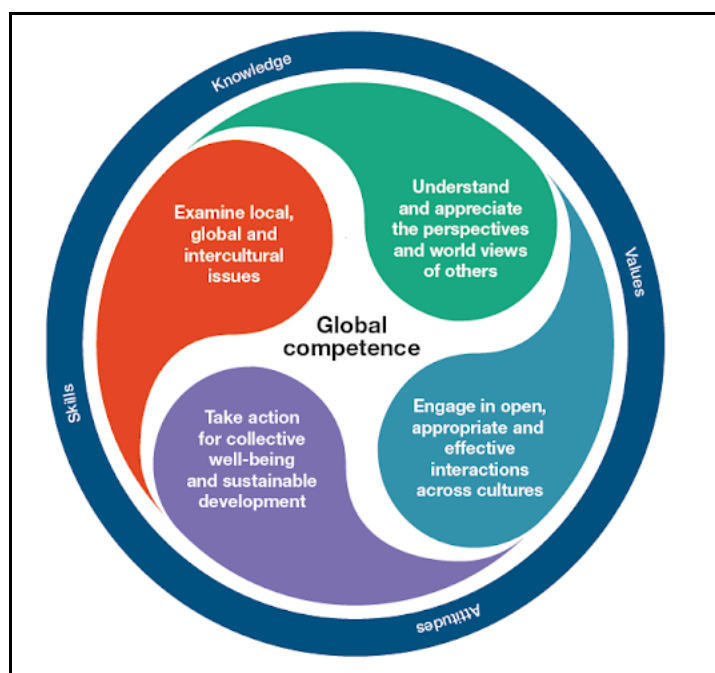 Knowledge
Examine local,
global and
intercultural
issues
Understand
and appreciate
the perspectives
and world views
of others
Values
Global
competence
Skills
Take action
for collective
well-being
and sustainable
development
Engage in open,
appropriate and
effective
interactions
across cultures
Attitudes